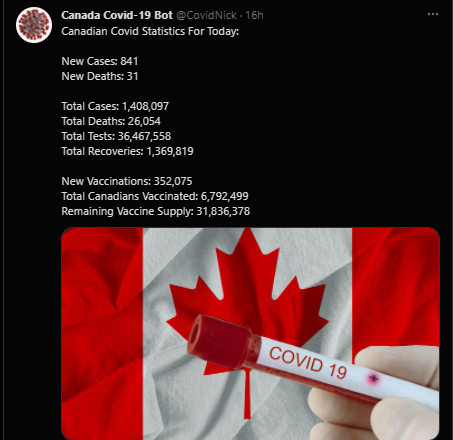 Canada Covid-19 Bot @CovidNick · 16h
Canadian Covid Statistics For Today:
New Cases: 841
New Deaths: 31
Total Cases: 1,408,097
Total Deaths: 26,054
Total Tests: 36,467,558
Total Recoveries: 1,369,819
New Vaccinations: 352,075
Total Canadians Vaccinated: 6,792,499
Remaining Vaccine Supply: 31,836,378
COVID 19